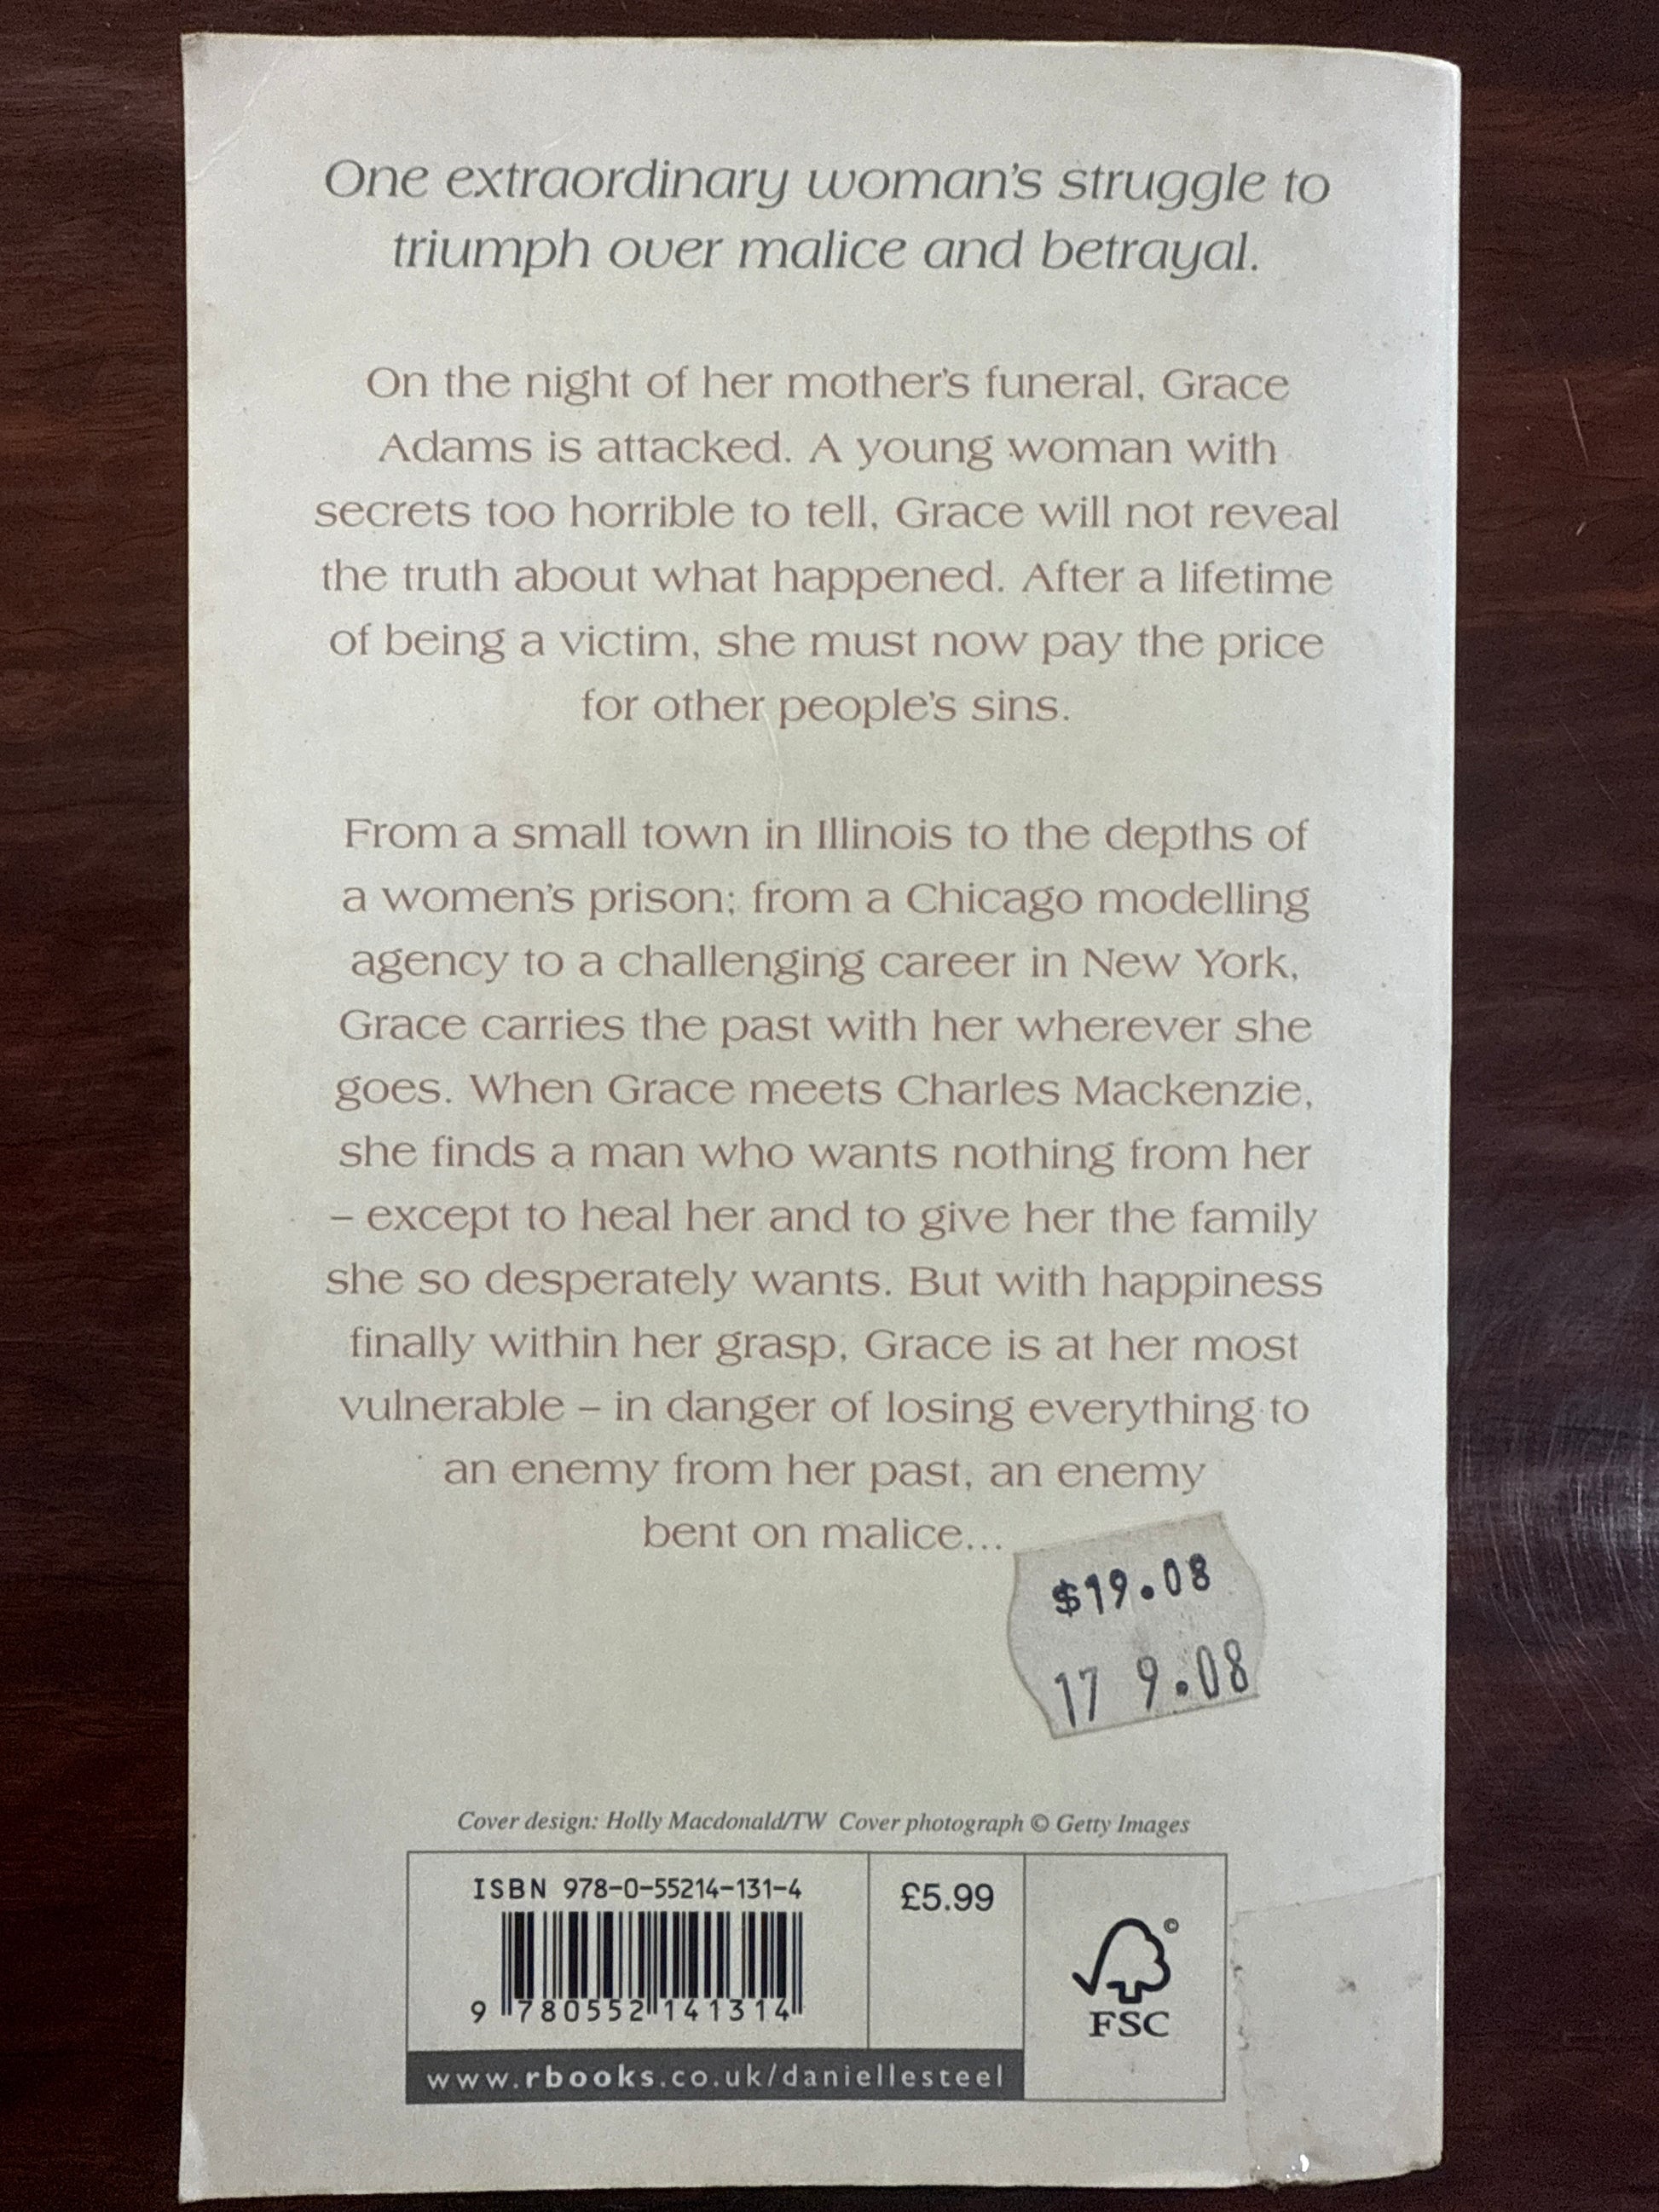 One extraordinary woman's struggle to
triumph over malice and betrayal.
On the night of her mother's funeral, Grace
Adams is attacked. A young woman with
secrets too horrible to tell, Grace will not reveal
the truth about what happened. After a lifetime
of being a victim, she must now pay the price
for other people's sins.
From a small town in Illinois to the depths of
a women's prison; from a Chicago modelling
agency to a challenging career in New York,
Grace carries the past with her wherever she
goes. When Grace meets Charles Mackenzie,
she finds a man who wants nothing from her
– except to heal her and to give her the family
she so desperately wants. But with happiness
finally within her grasp, Grace is at her most
vulnerable – in danger of losing everything to
an enemy from her past, an enemy
bent on malice...
$19.08
17 9.08
Cover design: Holly Macdonald/TW Cover photograph © Getty Images
ISBN 978-0-55214-131-4
£5.99
9 780552 141314
©
FSC
www.rbooks.co.uk/daniellesteel